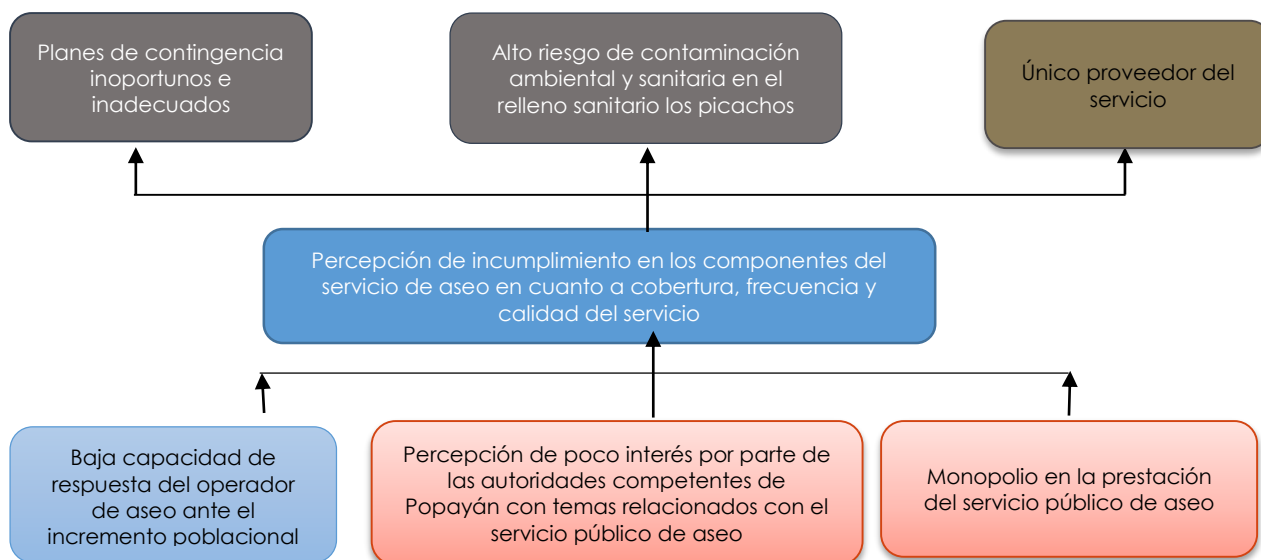 Planes de contingencia
inoportunos e
inadecuados
Alto riesgo de contaminación
ambiental y sanitaria en el
relleno sanitario los picachos
Único proveedor del
servicio
Percepción de incumplimiento en los componentes del
servicio de aseo en cuanto a cobertura, frecuencia y
calidad del servicio
Baja capacidad de
respuesta del operador
de aseo ante el
incremento poblacional
Percepción de poco interés por parte de
las autoridades competentes de
Popayán con temas relacionados con el
servicio público de aseo
Monopolio en la prestación
del servicio público de aseo